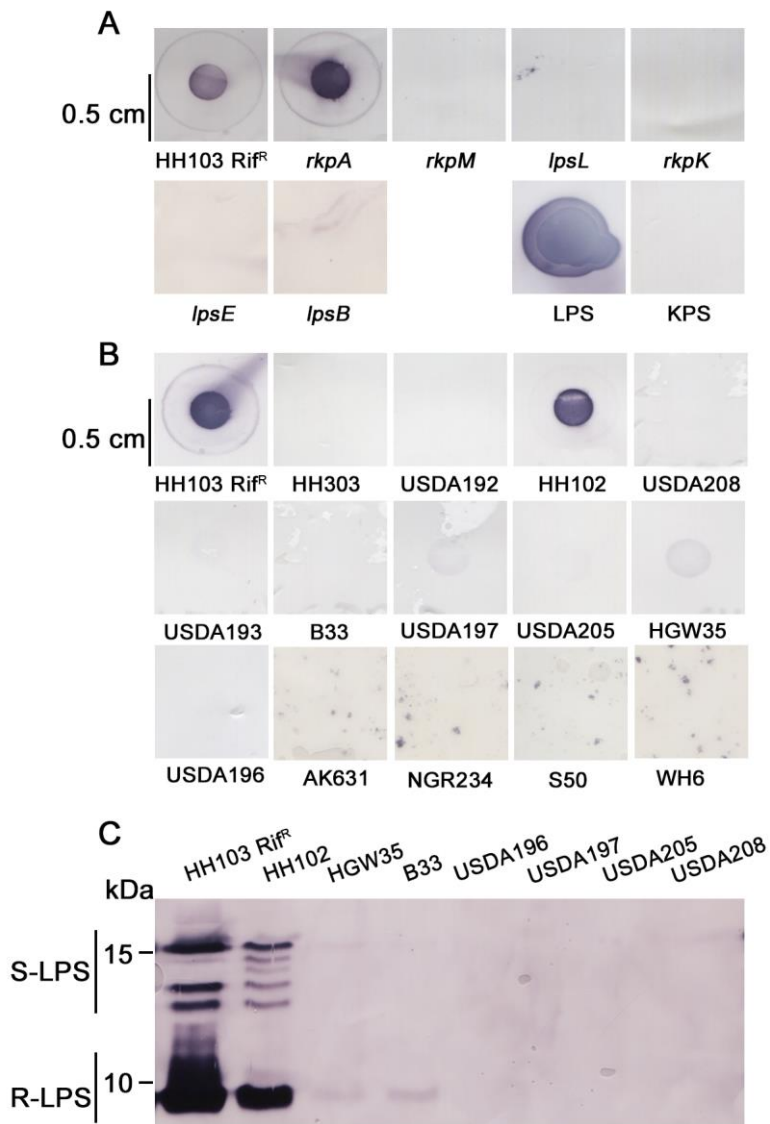 A
0.5 cm
HH103 Rifᴿ rkpA rkpM lpsL rkpK
lpsE lpsB LPS KPS
B
0.5 cm
HH103 Rifᴿ HH303 USDA192 HH102 USDA208
USDA193 B33 USDA197 USDA205 HGW35
USDA196 AK631 NGR234 S50 WH6
C
HH103 Rifᴿ HH102 HGW35 B33 USDA196 USDA197 USDA205 USDA208
kDa
S-LPS 15
R-LPS 10